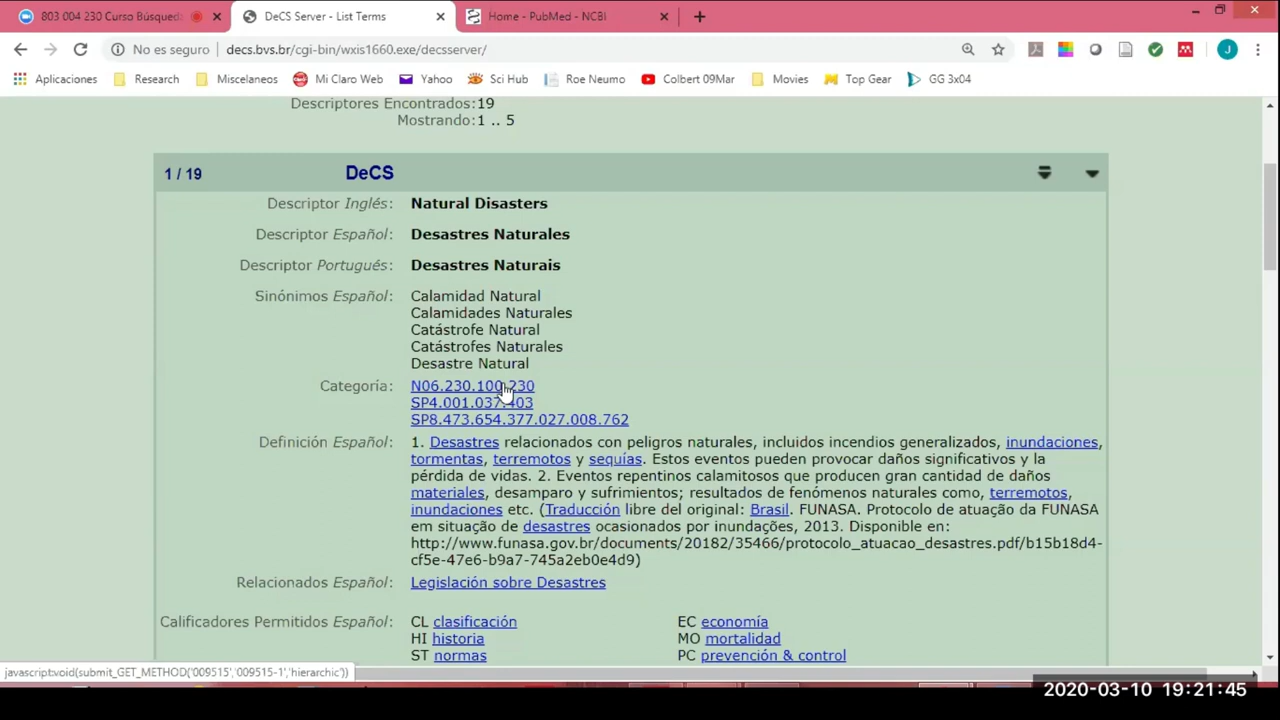 803 004 230 Curso Búsqueda
DeCS Server - List Terms
Home - PubMed - NCBI
No es seguro
decs.bvs.br/cgi-bin/wxis1660.exe/decsserver/
J
Aplicaciones
Research
Miscelaneos
Mi Claro Web
Yahoo
Sci Hub
Roe Neumo
Colbert 09Mar
Movies
Top Gear
GG 3x04
Descriptores Encontrados: 19
Mostrando: 1 .. 5
1 / 19 DeCS
Descriptor Inglés: Natural Disasters
Descriptor Español: Desastres Naturales
Descriptor Portugués: Desastres Naturais
Sinónimos Español: Calamidad Natural
Calamidades Naturales
Catástrofe Natural
Catástrofes Naturales
Desastre Natural
Categoría: N06.230.100.230
SP4.001.037.403
SP8.473.654.377.027.008.762
Definición Español: 1. Desastres relacionados con peligros naturales, incluidos incendios generalizados, inundaciones,
tormentas, terremotos y sequías. Estos eventos pueden provocar daños significativos y la
pérdida de vidas. 2. Eventos repentinos calamitosos que producen gran cantidad de daños
materiales, desamparo y sufrimientos; resultados de fenómenos naturales como, terremotos,
inundaciones etc. (Traducción libre del original: Brasil. FUNASA. Protocolo de atuação da FUNASA
em situação de desastres ocasionados por inundações, 2013. Disponible en:
http://www.funasa.gov.br/documents/20182/35466/protocolo_atuacao_desastres.pdf/b15b18d4-
cf5e-47e6-b9a7-745a2eb0e4d9)
Relacionados Español: Legislación sobre Desastres
Calificadores Permitidos Español: CL clasificación EC economía
HI historia MO mortalidad
ST normas PC prevención & control
javascript:void(submit_GET_METHOD('009515','009515-1','hierarchic'))
2020-03-10 19:21:45